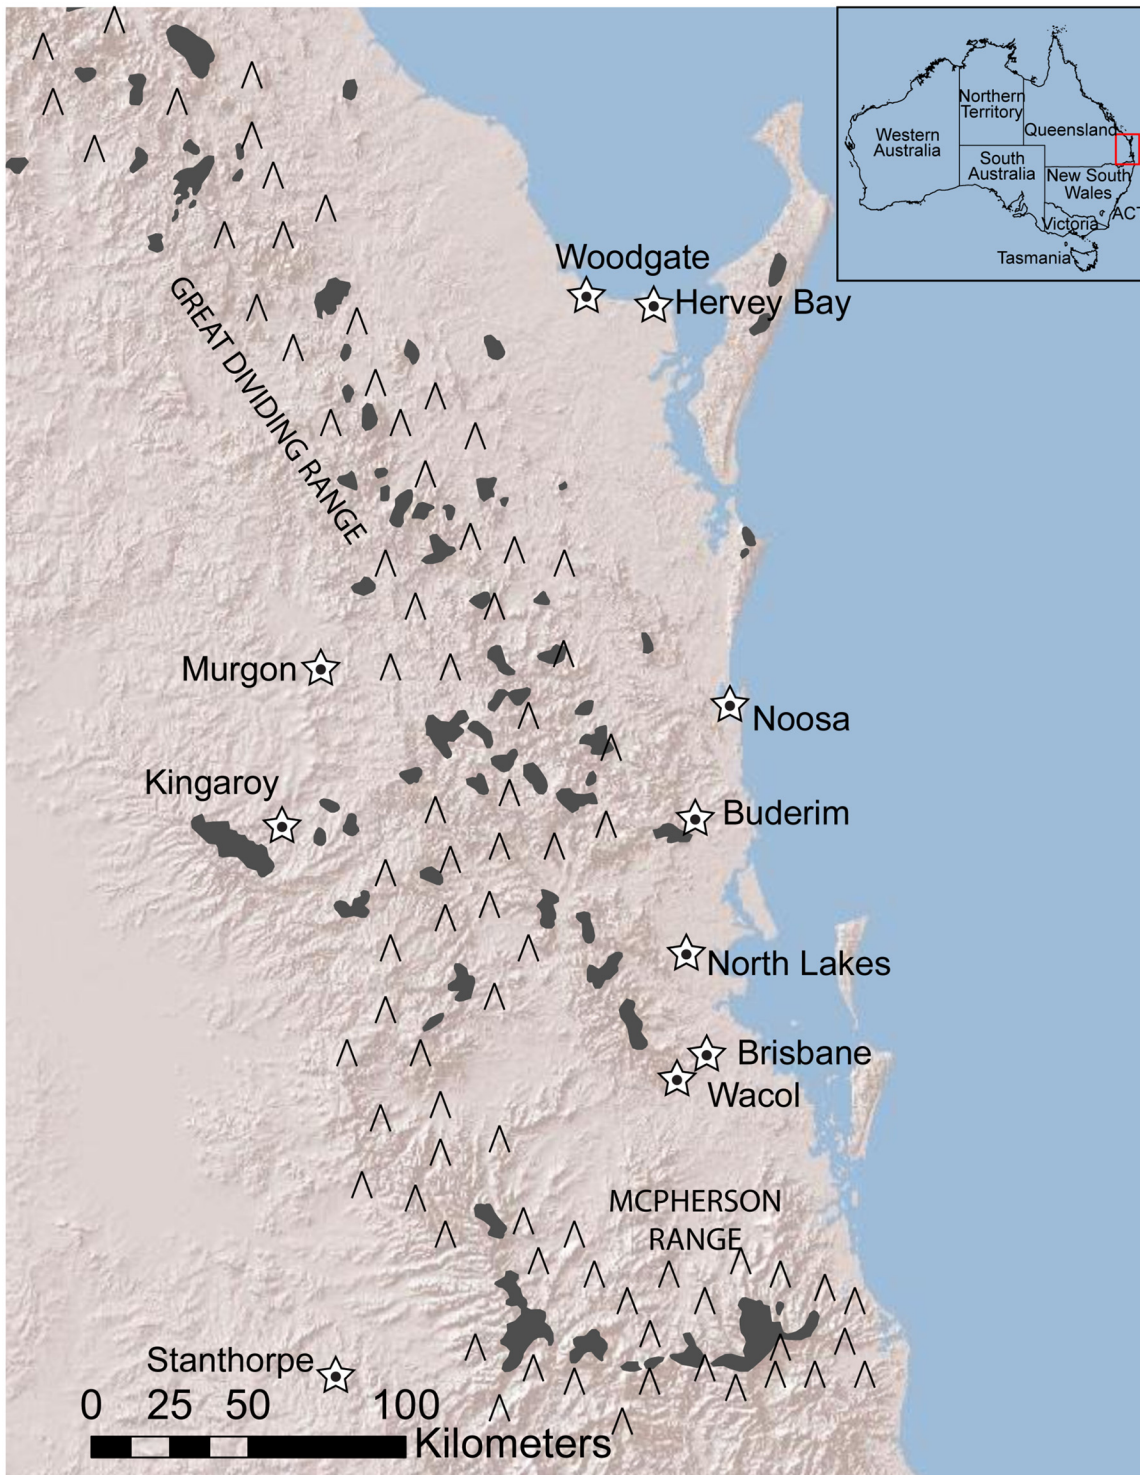 Northern
Territory
Queensland
Western
Australia
South
Australia
New South
Wales
ACT
Victoria
Tasmania
Woodgate
Hervey Bay
GREAT DIVIDING RANGE
Murgon
Noosa
Kingaroy
Buderim
North Lakes
Brisbane
Wacol
MCPHERSON
RANGE
Stanthorpe
0 25 50 100
Kilometers